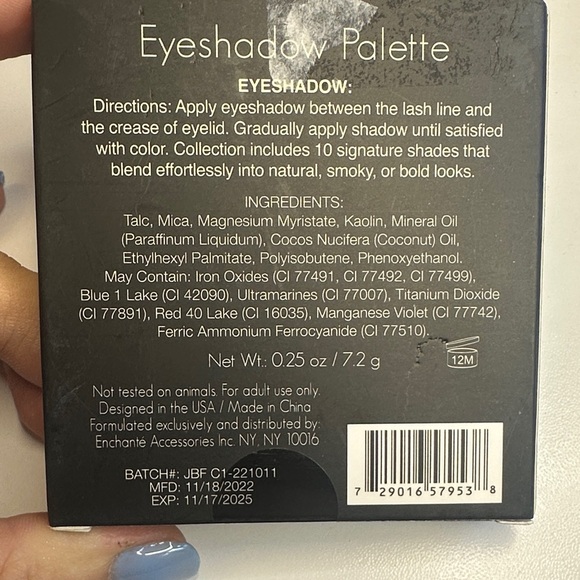 Eyeshadow Palette
EYESHADOW:
Directions: Apply eyeshadow between the lash line and
the crease of eyelid. Gradually apply shadow until satisfied
with color. Collection includes 10 signature shades that
blend effortlessly into natural, smoky, or bold looks.
INGREDIENTS:
Talc, Mica, Magnesium Myristate, Kaolin, Mineral Oil
(Paraffinum Liquidum), Cocos Nucifera (Coconut) Oil,
Ethylhexyl Palmitate, Polyisobutene, Phenoxyethanol.
May Contain: Iron Oxides (CI 77491, CI 77492, CI 77499),
Blue 1 Lake (CI 42090), Ultramarines (CI 77007), Titanium Dioxide
(CI 77891), Red 40 Lake (CI 16035), Manganese Violet (CI 77742),
Ferric Ammonium Ferrocyanide (CI 77510).
Net Wt.: 0.25 oz / 7.2 g
12M
Not tested on animals. For adult use only.
Designed in the USA / Made in China
Formulated exclusively and distributed by:
Enchanté Accessories Inc. NY, NY 10016
BATCH#: JBF C1-221011
MFD: 11/18/2022
EXP: 11/17/2025
7 29016 57953 8